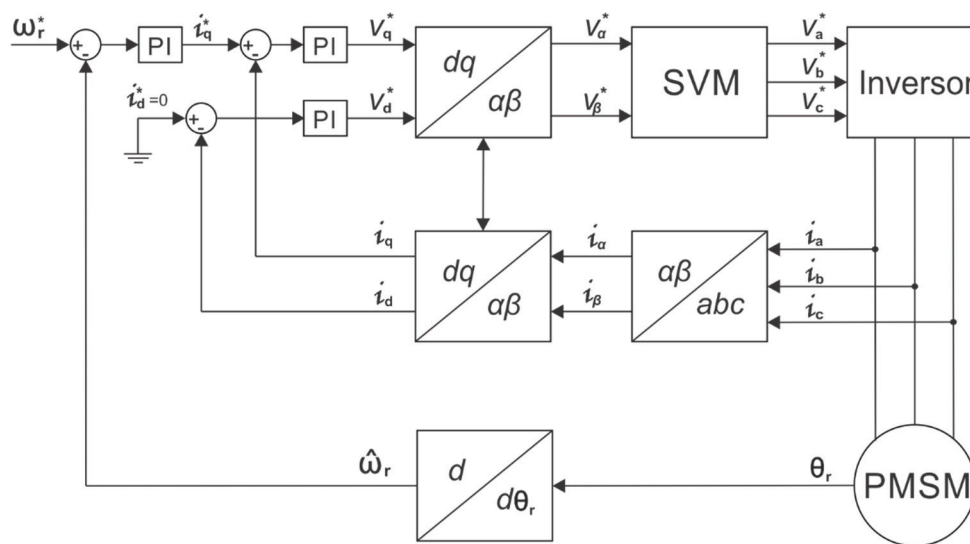 ω*r
+
-
PI
i*q
+
-
PI
V*q
dq
αβ
V*α
V*β
SVM
V*a
V*b
V*c
Inversor
i*d=0
+
-
PI
V*d
iq
id
dq
αβ
iα
iβ
αβ
abc
ia
ib
ic
ω̂r
d
dθr
θr
PMSM